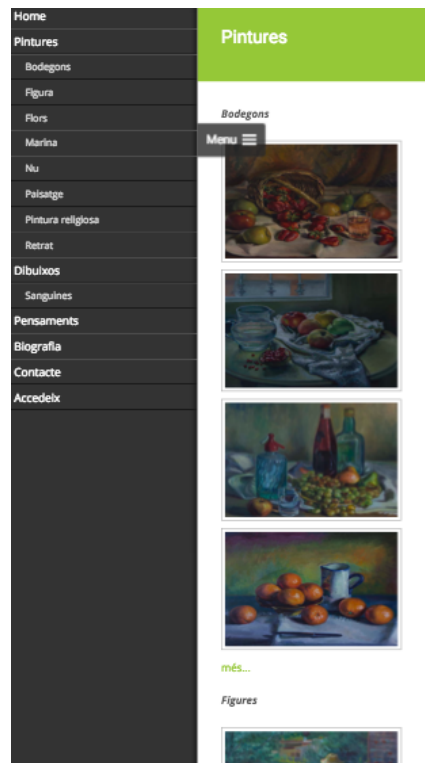 Home
Pintures
Bodegons
Figura
Flors
Marina
Nu
Paisatge
Pintura religiosa
Retrat
Dibuixos
Sanguines
Pensaments
Biografia
Contacte
Accedeix
Pintures
Bodegons
Menu
més...
Figures